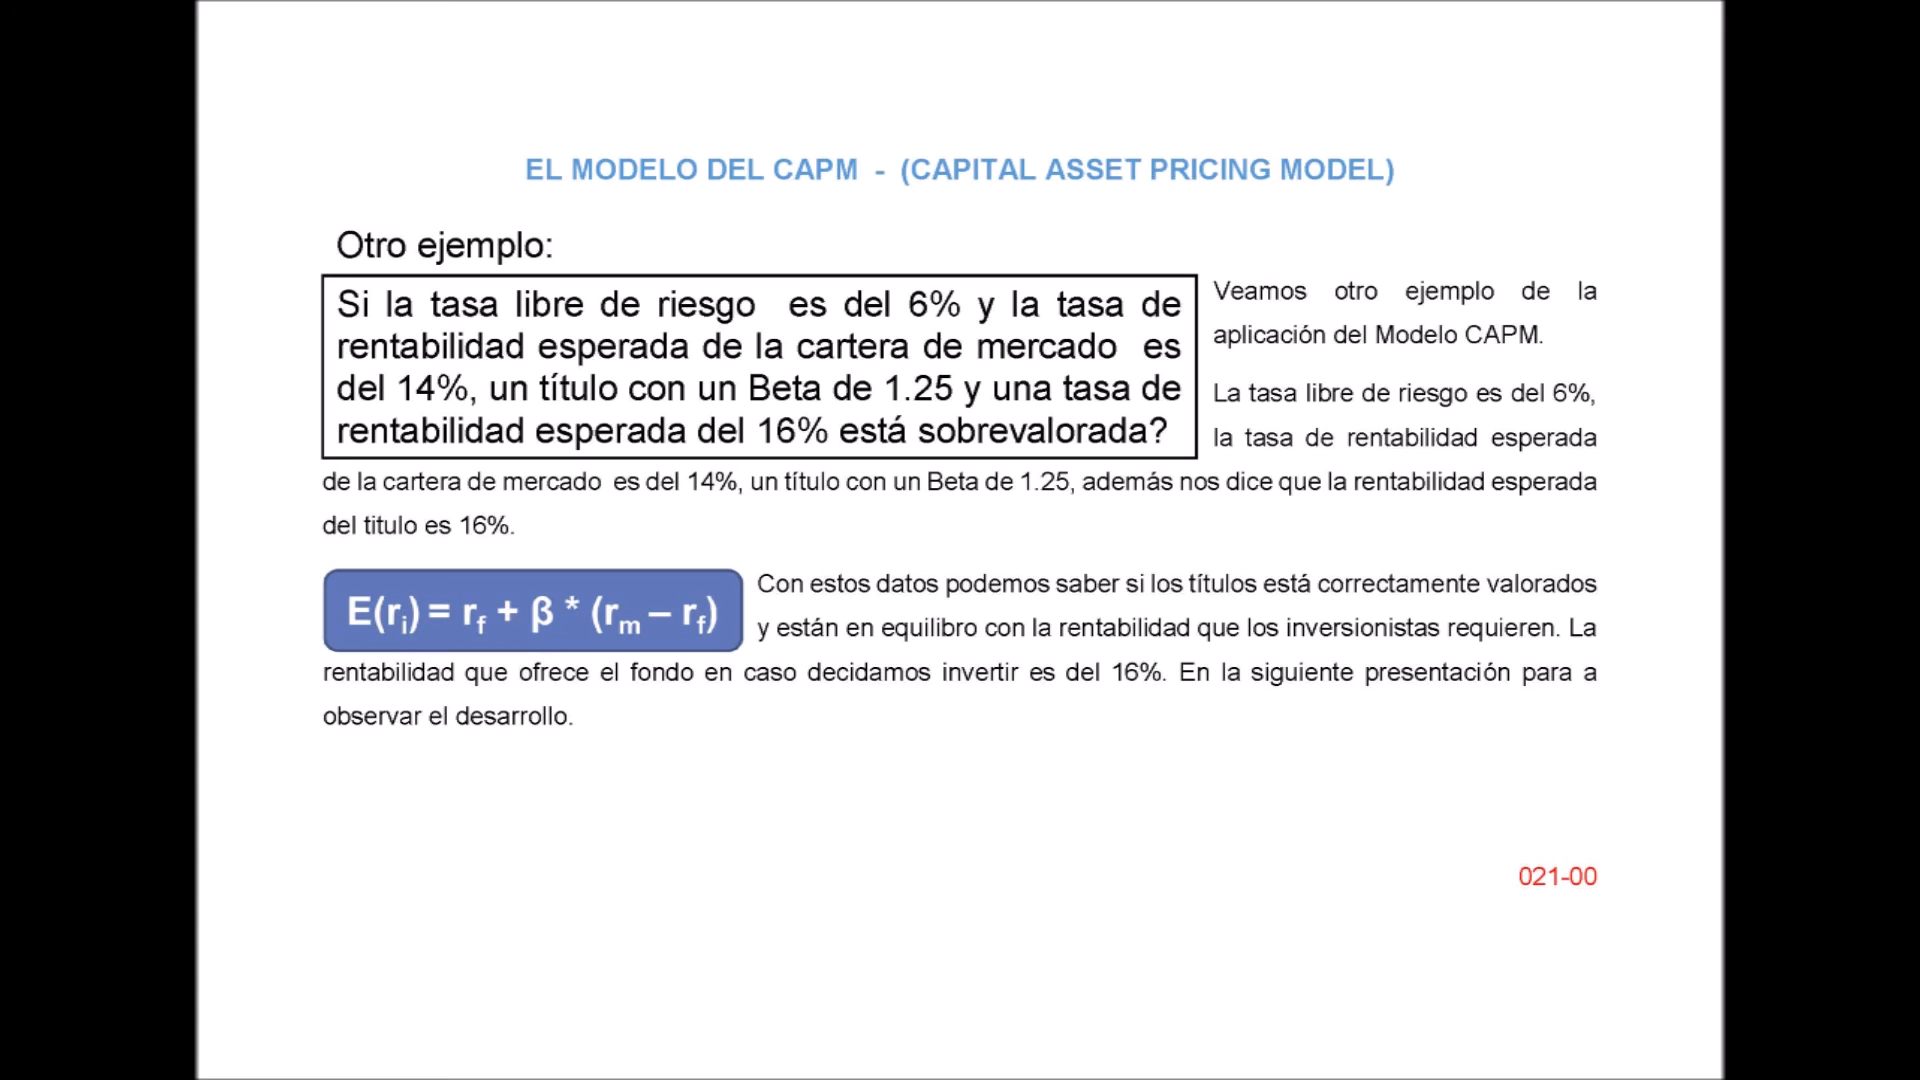 EL MODELO DEL CAPM - (CAPITAL ASSET PRICING MODEL)
Otro ejemplo:
Si la tasa libre de riesgo es del 6% y la tasa de
rentabilidad esperada de la cartera de mercado es
del 14%, un título con un Beta de 1.25 y una tasa de
rentabilidad esperada del 16% está sobrevalorada?
Veamos otro ejemplo de la
aplicación del Modelo CAPM.
La tasa libre de riesgo es del 6%,
la tasa de rentabilidad esperada
de la cartera de mercado es del 14%, un título con un Beta de 1.25, además nos dice que la rentabilidad esperada
del titulo es 16%.
E(ri) = rf + β * (rm – rf)
Con estos datos podemos saber si los títulos está correctamente valorados
y están en equilibro con la rentabilidad que los inversionistas requieren. La
rentabilidad que ofrece el fondo en caso decidamos invertir es del 16%. En la siguiente presentación para a
observar el desarrollo.
021-00